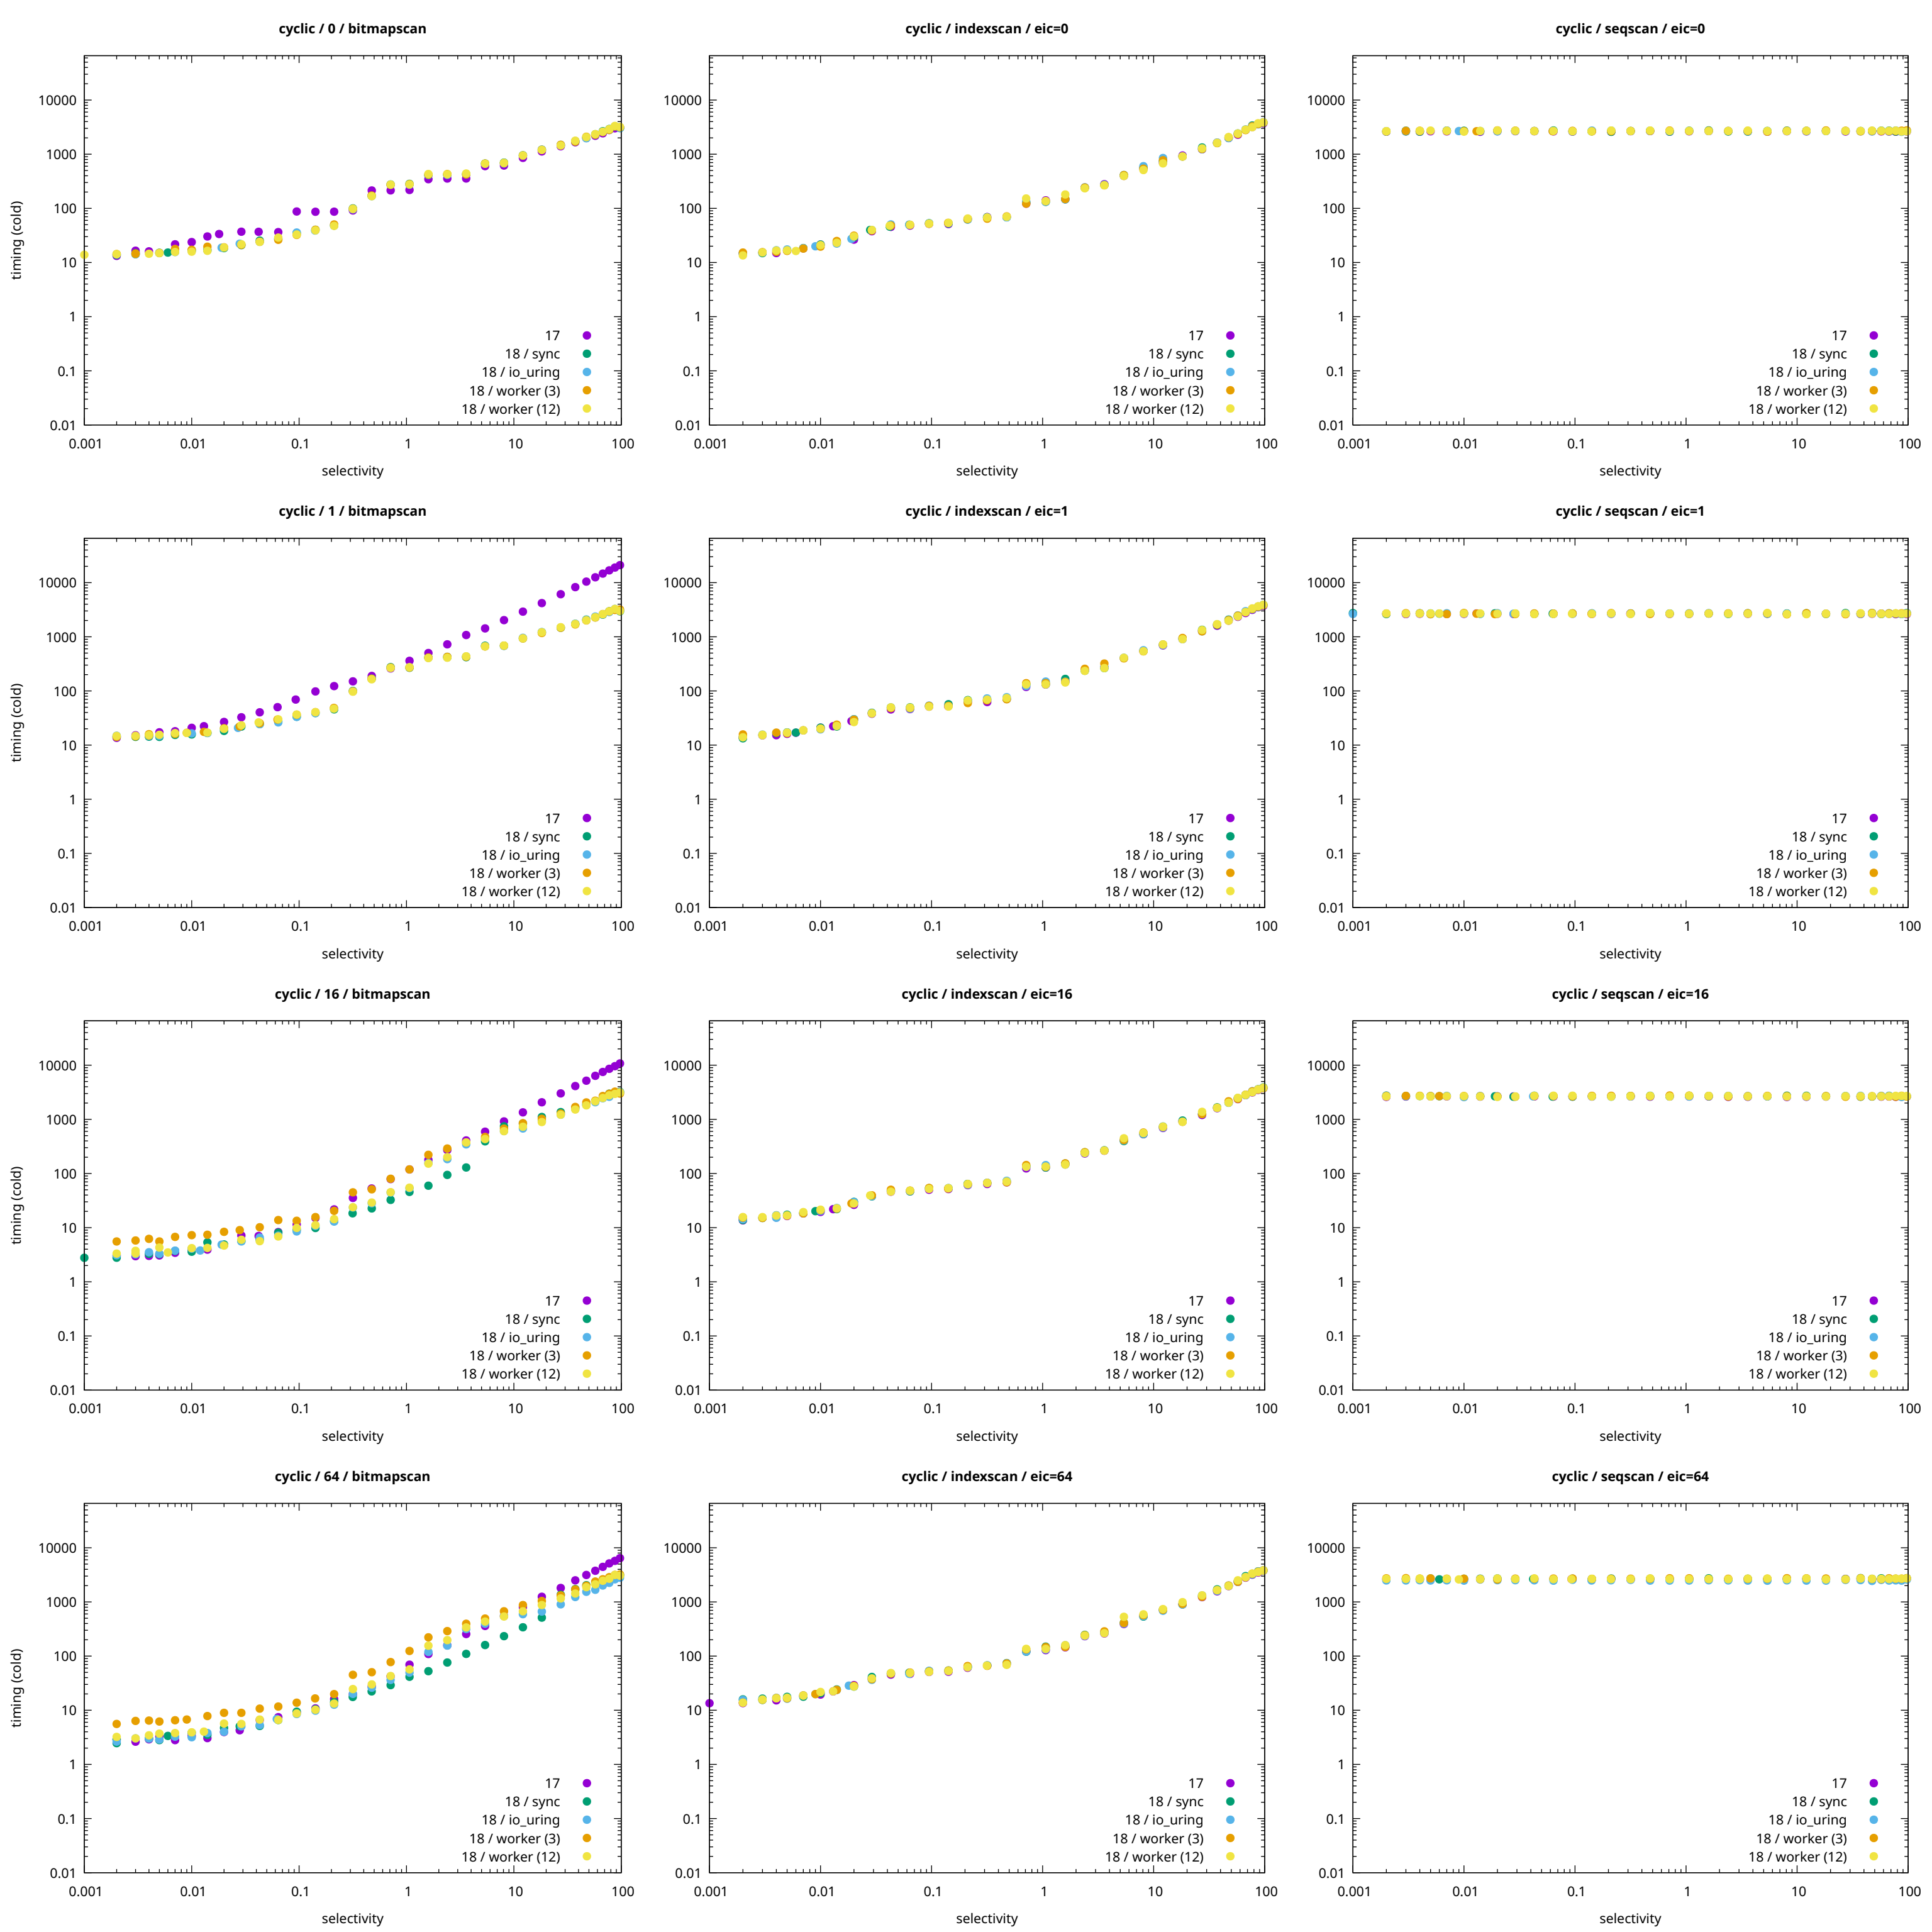 cyclic / 0 / bitmapscan
timing (cold)
10000
1000
100
10
1
0.1
0.01
17
18 / sync
18 / io_uring
18 / worker (3)
18 / worker (12)
0.001 0.01 0.1 1 10 100
selectivity
cyclic / indexscan / eic=0
10000
1000
100
10
1
0.1
0.01
17
18 / sync
18 / io_uring
18 / worker (3)
18 / worker (12)
0.001 0.01 0.1 1 10 100
selectivity
cyclic / seqscan / eic=0
10000
1000
100
10
1
0.1
0.01
17
18 / sync
18 / io_uring
18 / worker (3)
18 / worker (12)
0.001 0.01 0.1 1 10 100
selectivity
cyclic / 1 / bitmapscan
timing (cold)
10000
1000
100
10
1
0.1
0.01
17
18 / sync
18 / io_uring
18 / worker (3)
18 / worker (12)
0.001 0.01 0.1 1 10 100
selectivity
cyclic / indexscan / eic=1
10000
1000
100
10
1
0.1
0.01
17
18 / sync
18 / io_uring
18 / worker (3)
18 / worker (12)
0.001 0.01 0.1 1 10 100
selectivity
cyclic / seqscan / eic=1
10000
1000
100
10
1
0.1
0.01
17
18 / sync
18 / io_uring
18 / worker (3)
18 / worker (12)
0.001 0.01 0.1 1 10 100
selectivity
cyclic / 16 / bitmapscan
timing (cold)
10000
1000
100
10
1
0.1
0.01
17
18 / sync
18 / io_uring
18 / worker (3)
18 / worker (12)
0.001 0.01 0.1 1 10 100
selectivity
cyclic / indexscan / eic=16
10000
1000
100
10
1
0.1
0.01
17
18 / sync
18 / io_uring
18 / worker (3)
18 / worker (12)
0.001 0.01 0.1 1 10 100
selectivity
cyclic / seqscan / eic=16
10000
1000
100
10
1
0.1
0.01
17
18 / sync
18 / io_uring
18 / worker (3)
18 / worker (12)
0.001 0.01 0.1 1 10 100
selectivity
cyclic / 64 / bitmapscan
timing (cold)
10000
1000
100
10
1
0.1
0.01
17
18 / sync
18 / io_uring
18 / worker (3)
18 / worker (12)
0.001 0.01 0.1 1 10 100
selectivity
cyclic / indexscan / eic=64
10000
1000
100
10
1
0.1
0.01
17
18 / sync
18 / io_uring
18 / worker (3)
18 / worker (12)
0.001 0.01 0.1 1 10 100
selectivity
cyclic / seqscan / eic=64
10000
1000
100
10
1
0.1
0.01
17
18 / sync
18 / io_uring
18 / worker (3)
18 / worker (12)
0.001 0.01 0.1 1 10 100
selectivity